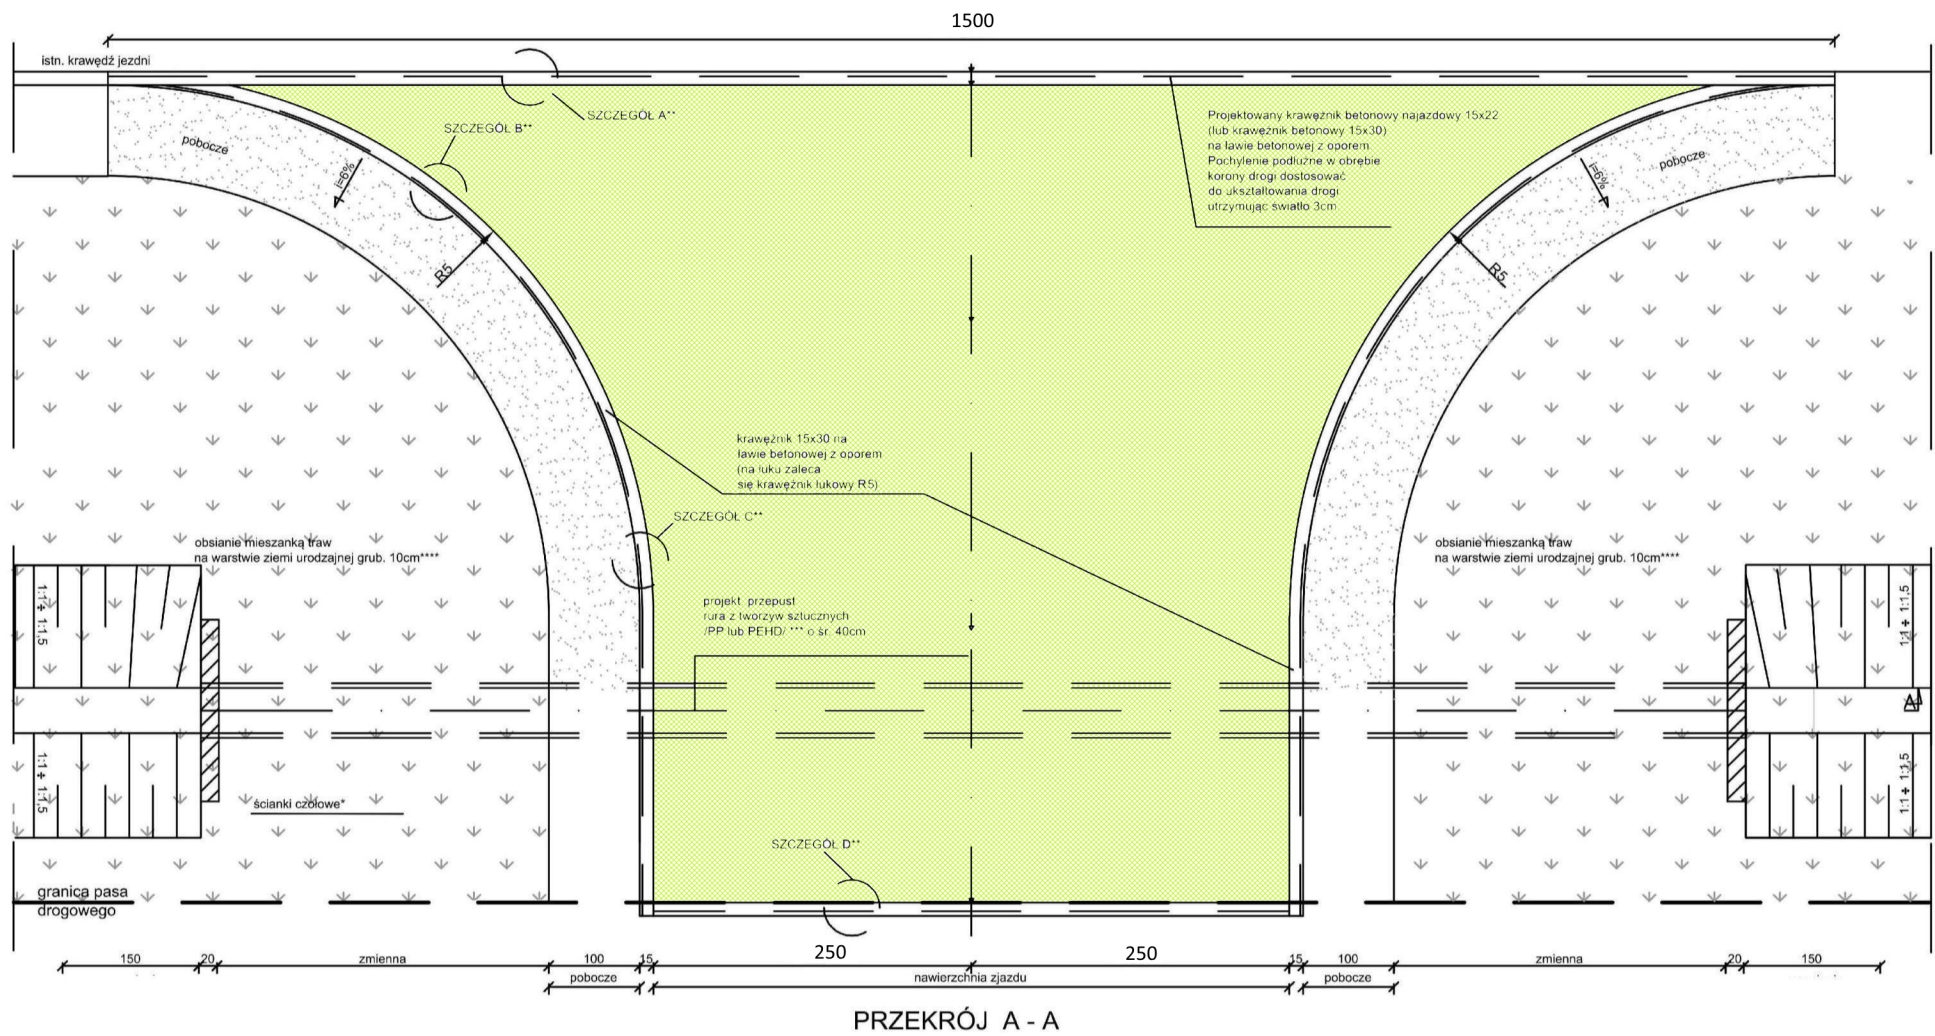 1500
istn. krawędź jezdni
SZCZEGÓŁ A**
SZCZEGÓŁ B**
pobocze
i=6%
R5
Projektowany krawężnik betonowy najazdowy 15x22
(lub krawężnik betonowy 15x30)
na ławie betonowej z oporem.
Pochylenie podłużne w obrębie
korony drogi dostosować
do ukształtowania drogi
utrzymując światło 3cm.
pobocze
i=6%
R5
krawężnik 15x30 na
ławie betonowej z oporem
(na łuku zaleca
się krawężnik łukowy R5)
SZCZEGÓŁ C**
obsianie mieszanką traw
na warstwie ziemi urodzajnej grub. 10cm****
obsianie mieszanką traw
na warstwie ziemi urodzajnej grub. 10cm****
1:1÷ 1:1,5
1:1÷ 1:1,5
projekt. przepust
rura z tworzyw sztucznych
/PP lub PEHD/ *** o śr. 40cm
A
1:1÷ 1:1,5
1:1÷ 1:1,5
ścianki czołowe*
SZCZEGÓŁ D**
granica pasa
drogowego
150 20 zmienna 100 15 250 250 15 100 zmienna 20 150
pobocze nawierzchnia zjazdu pobocze
PRZEKRÓJ A - A